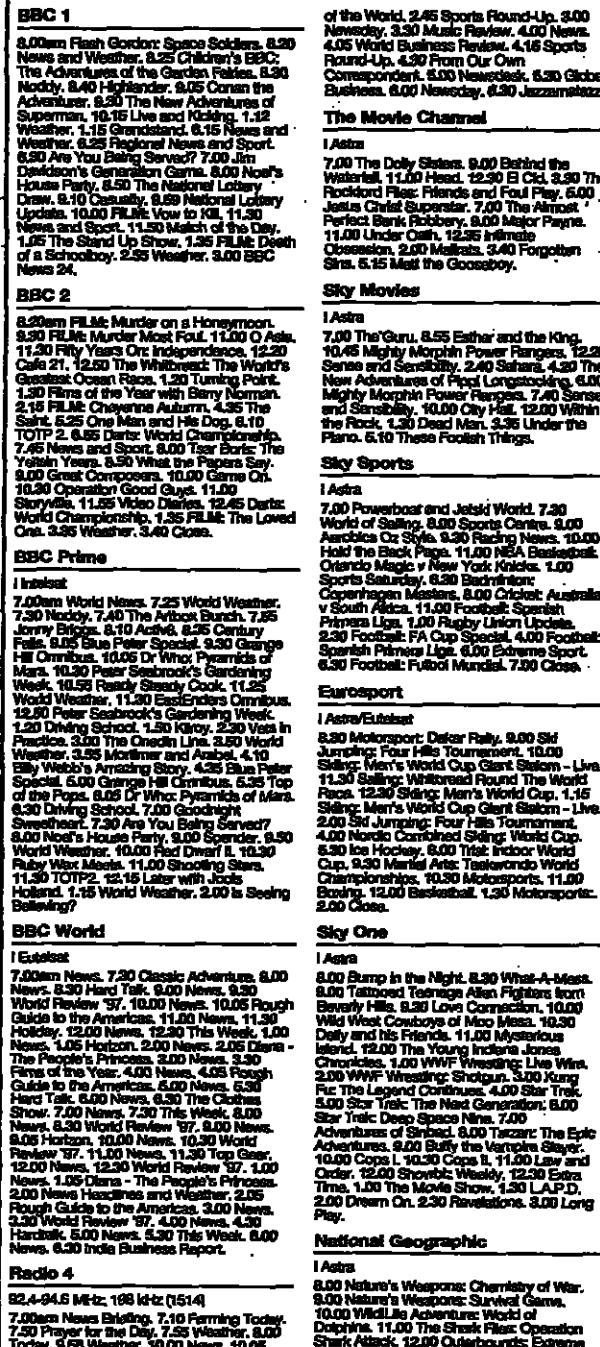 BBC 1
8.00am Flash Gordon: Space Soldiers. 8.20
News and Weather. 8.25 Children's BBC:
The Adventures of the Garden Fairies. 8.30
Noddy. 8.40 Highlander. 9.05 Conan the
Adventurer. 9.30 The New Adventures of
Superman. 10.15 Live and Kicking. 1.12
Weather. 1.15 Grandstand. 6.15 News and
Weather. 6.25 Regional News and Sport.
6.30 Are You Being Served? 7.00 Jim
Davidson's Generation Game. 8.00 Noel's
House Party. 8.50 The National Lottery
Draw. 9.10 Casualty. 9.59 National Lottery
Update. 10.00 FILM: Vow to Kill. 11.30
News and Sport. 11.50 Match of the Day.
1.05 The Stand Up Show. 1.35 FILM: Death
of a Schoolboy. 2.55 Weather. 3.00 BBC
News 24.
BBC 2
8.20am FILM: Murder on a Honeymoon.
9.30 FILM: Murder Most Foul. 11.00 Q Asia.
11.30 Fifty Years On: Independence. 12.20
Cafe 21. 12.50 The Whitbread: The World's
Greatest Ocean Race. 1.20 Turning Point.
1.30 Films of the Year with Barry Norman.
2.15 FILM: Cheyenne Autumn. 4.35 The
Saint. 5.25 One Man and His Dog. 6.10
TOTP 2. 6.55 Darts: World Championship.
7.45 News and Sport. 8.00 Tsar Boris: The
Yeltsin Years. 8.50 What the Papers Say.
9.00 Great Composers. 10.00 Game On.
10.30 Operation Good Guys. 11.00
Storyville. 11.55 Video Diaries. 12.45 Darts:
World Championship. 1.35 FILM: The Loved
One. 3.35 Weather. 3.40 Close.
BBC Prime
I Intelsat
7.00am World News. 7.25 World Weather.
7.30 Noddy. 7.40 The Artbox Bunch. 7.55
Jonny Briggs. 8.10 Activ8. 8.35 Century
Falls. 9.05 Blue Peter Special. 9.30 Grange
Hill Omnibus. 10.05 Dr Who: Pyramids of
Mars. 10.30 Peter Seabrook's Gardening
Week. 10.55 Ready Steady Cook. 11.25
World Weather. 11.30 EastEnders Omnibus.
12.50 Peter Seabrook's Gardening Week.
1.20 Driving School. 1.50 Kilroy. 2.30 Vets in
Practice. 3.00 The Onedin Line. 3.50 World
Weather. 3.55 Mortimer and Arabel. 4.10
Billy Webb's Amazing Story. 4.35 Blue Peter
Special. 5.00 Grange Hill Omnibus. 5.35 Top
of the Pops. 6.05 Dr Who: Pyramids of Mars.
6.30 Driving School. 7.00 Goodnight
Sweetheart. 7.30 Are You Being Served?
8.00 Noel's House Party. 9.00 Spender. 9.50
World Weather. 10.00 Red Dwarf II. 10.30
Ruby Wax Meets. 11.00 Shooting Stars.
11.30 TOTP2. 12.15 Later with Jools
Holland. 1.15 World Weather. 2.00 Is Seeing
Believing?
BBC World
I Eutelsat
7.00am News. 7.30 Classic Adventure. 8.00
News. 8.30 Hard Talk. 9.00 News. 9.30
World Review '97. 10.00 News. 10.05 Rough
Guide to the Americas. 11.00 News. 11.30
Holiday. 12.00 News. 12.30 This Week. 1.00
News. 1.05 Horizon. 2.00 News. 2.05 Diana -
The People's Princess. 3.00 News. 3.30
Films of the Year. 4.00 News. 4.05 Rough
Guide to the Americas. 5.00 News. 5.30
Hard Talk. 6.00 News. 6.30 The Clothes
Show. 7.00 News. 7.30 This Week. 8.00
News. 8.30 World Review '97. 9.00 News.
9.05 Horizon. 10.00 News. 10.30 World
Review '97. 11.00 News. 11.30 Top Gear.
12.00 News. 12.30 World Review '97. 1.00
News. 1.05 Diana - The People's Princess.
2.00 News Headlines and Weather. 2.05
Rough Guide to the Americas. 3.00 News.
3.30 World Review '97. 4.00 News. 4.30
Hardtalk. 5.00 News. 5.30 This Week. 6.00
News. 6.30 India Business Report.
Radio 4
92.4-94.6 MHz, 198 kHz (1514)
7.00am News Briefing. 7.10 Farming Today.
7.50 Prayer for the Day. 7.55 Weather. 8.00
Today. 9.58 Weather. 10.00 News. 10.05
of the World. 2.45 Sports Round-Up. 3.00
Newsday. 3.30 Music Review. 4.00 News.
4.05 World Business Review. 4.15 Sports
Round-Up. 4.30 From Our Own
Correspondent. 5.00 Newsdesk. 5.30 Global
Business. 6.00 Newsday. 6.30 Jazzamatazz
The Movie Channel
I Astra
7.00 The Dolly Sisters. 9.00 Behind the
Waterfall. 11.00 Head. 12.30 El Cid. 3.30 The
Rockford Files: Friends and Foul Play. 5.00
Jesus Christ Superstar. 7.00 The Almost
Perfect Bank Robbery. 9.00 Major Payne.
11.00 Under Oath. 12.35 Intimate
Obsession. 2.00 Mallrats. 3.40 Forgotten
Sins. 5.15 Matt the Gooseboy.
Sky Movies
I Astra
7.00 The Guru. 8.55 Esther and the King.
10.45 Mighty Morphin Power Rangers. 12.25
Sense and Sensibility. 2.40 Sahara. 4.20 The
New Adventures of Pippi Longstocking. 6.00
Mighty Morphin Power Rangers. 7.40 Sense
and Sensibility. 10.00 City Hall. 12.00 Within
the Rock. 1.30 Dead Man. 3.35 Under the
Piano. 5.10 These Foolish Things.
Sky Sports
I Astra
7.00 Powerboat and Jetski World. 7.30
World of Sailing. 8.00 Sports Centre. 9.00
Aerobics Oz Style. 9.30 Racing News. 10.00
Hold the Back Page. 11.00 NBA Basketball:
Orlando Magic v New York Knicks. 1.00
Sports Saturday. 6.30 Badminton:
Copenhagen Masters. 8.00 Cricket: Australia
v South Africa. 11.00 Football: Spanish
Primera Liga. 1.00 Rugby Union Update.
2.30 Football: FA Cup Special. 4.00 Football:
Spanish Primera Liga. 6.00 Extreme Sport.
6.30 Football: Futbol Mundial. 7.00 Close.
Eurosport
I Astra/Eutelsat
8.30 Motorsport: Dakar Rally. 9.00 Ski
Jumping: Four Hills Tournament. 10.00
Skiing: Men's World Cup Giant Slalom - Live.
11.30 Sailing: Whitbread Round The World
Race. 12.30 Skiing: Men's World Cup. 1.15
Skiing: Men's World Cup Giant Slalom - Live.
2.00 Ski Jumping: Four Hills Tournament.
4.00 Nordic Combined Skiing: World Cup.
5.30 Ice Hockey. 8.00 Trial: Indoor World
Cup. 9.30 Martial Arts: Taekwondo World
Championships. 10.30 Motorsports. 11.00
Boxing. 12.00 Basketball. 1.30 Motorsports:
2.00 Close.
Sky One
I Astra
8.00 Bump in the Night. 8.30 What-A-Mess.
9.00 Tattooed Teenage Alien Fighters from
Beverly Hills. 9.30 Love Connection. 10.00
Wild West Cowboys of Moo Mesa. 10.30
Delfy and his Friends. 11.00 Mysterious
Island. 12.00 The Young Indiana Jones
Chronicles. 1.00 WWF Wrestling: Live Wire.
2.00 WWF Wrestling: Shotgun. 3.00 Kung
Fu: The Legend Continues. 4.00 Star Trek.
5.00 Star Trek: The Next Generation. 6.00
Star Trek: Deep Space Nine. 7.00
Adventures of Sinbad. 8.00 Tarzan: The Epic
Adventures. 9.00 Buffy the Vampire Slayer.
10.00 Cops I. 10.30 Cops II. 11.00 Law and
Order. 12.00 Showbiz Weekly. 12.30 Extra
Time. 1.00 The Movie Show. 1.30 L.A.P.D.
2.00 Dream On. 2.30 Revelations. 3.00 Long
Play.
National Geographic
I Astra
8.00 Nature's Weapons: Chemistry of War.
9.00 Nature's Weapons: Survival Game.
10.00 WildLife Adventure: World of
Dolphins. 11.00 The Shark Files: Operation
Shark Attack. 12.00 Outerbounds: Extreme